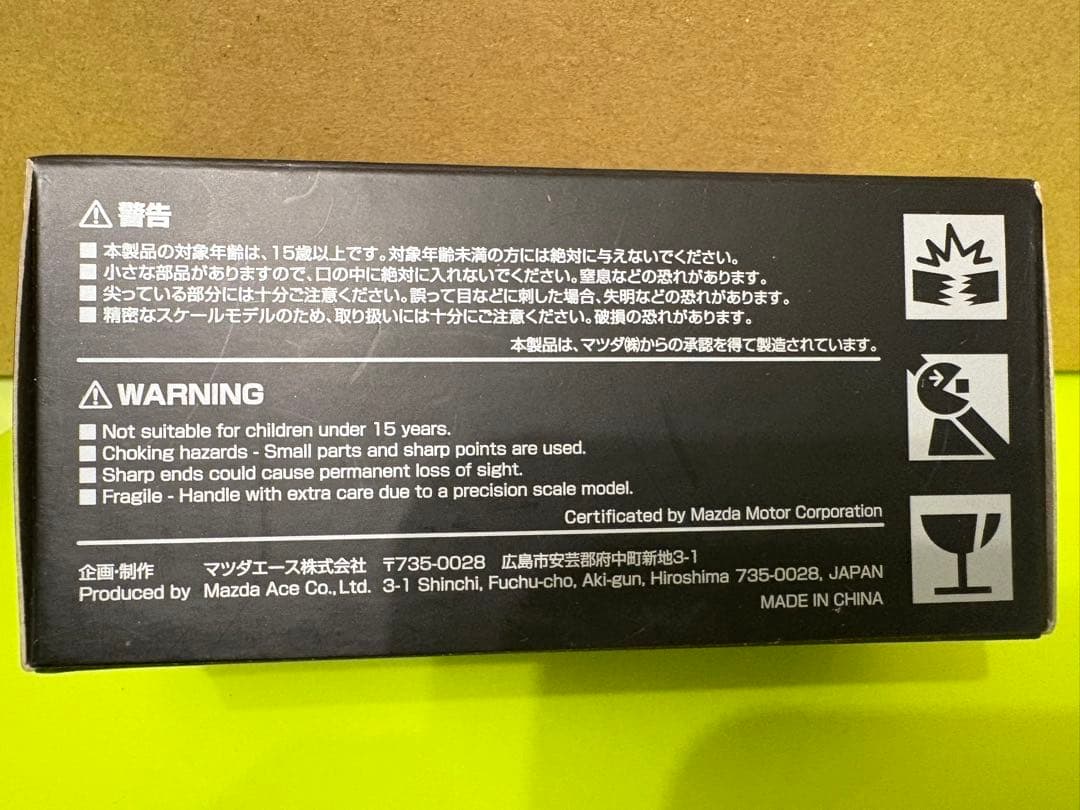 ⚠警告
■ 本製品の対象年齢は、15歳以上です。対象年齢未満の方には絶対に与えないでください。
■ 小さな部品がありますので、口の中に絶対に入れないでください。窒息などの恐れがあります。
■ 尖っている部分には十分ご注意ください。誤って目などに刺した場合、失明などの恐れがあります。
■ 精密なスケールモデルのため、取り扱いには十分にご注意ください。破損の恐れがあります。
本製品は、マツダ㈱からの承認を得て製造されています。
⚠WARNING
■ Not suitable for children under 15 years.
■ Choking hazards - Small parts and sharp points are used.
■ Sharp ends could cause permanent loss of sight.
■ Fragile - Handle with extra care due to a precision scale model.
Certificated by Mazda Motor Corporation
企画・制作 マツダエース株式会社 〒735-0028 広島市安芸郡府中町新地3-1
Produced by Mazda Ace Co., Ltd. 3-1 Shinchi, Fuchu-cho, Aki-gun, Hiroshima 735-0028, JAPAN
MADE IN CHINA